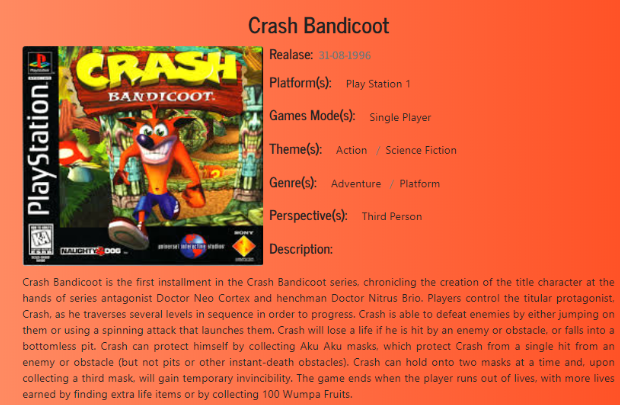 Crash Bandicoot
PlayStation
CRASH
BANDICOOT.
NAUGHTY DOG
universal interactive studios
SONY
Realase: 31-08-1996
Platform(s): Play Station 1
Games Mode(s): Single Player
Theme(s): Action / Science Fiction
Genre(s): Adventure / Platform
Perspective(s): Third Person
Description:
Crash Bandicoot is the first installment in the Crash Bandicoot series, chronicling the creation of the title character at the
hands of series antagonist Doctor Neo Cortex and henchman Doctor Nitrus Brio. Players control the titular protagonist,
Crash, as he traverses several levels in sequence in order to progress. Crash is able to defeat enemies by either jumping on
them or using a spinning attack that launches them. Crash will lose a life if he is hit by an enemy or obstacle, or falls into a
bottomless pit. Crash can protect himself by collecting Aku Aku masks, which protect Crash from a single hit from an
enemy or obstacle (but not pits or other instant-death obstacles). Crash can hold onto two masks at a time and, upon
collecting a third mask, will gain temporary invincibility. The game ends when the player runs out of lives, with more lives
earned by finding extra life items or by collecting 100 Wumpa Fruits.